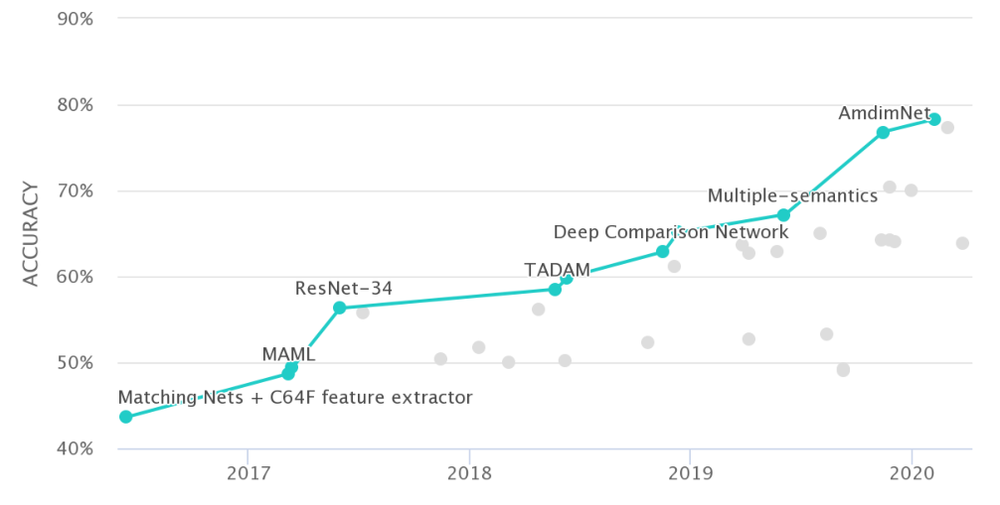 90%
80%
70%
60%
50%
40%
ACCURACY
AmdimNet
Multiple-semantics
Deep Comparison Network
TADAM
ResNet-34
MAML
Matching Nets + C64F feature extractor
2017
2018
2019
2020